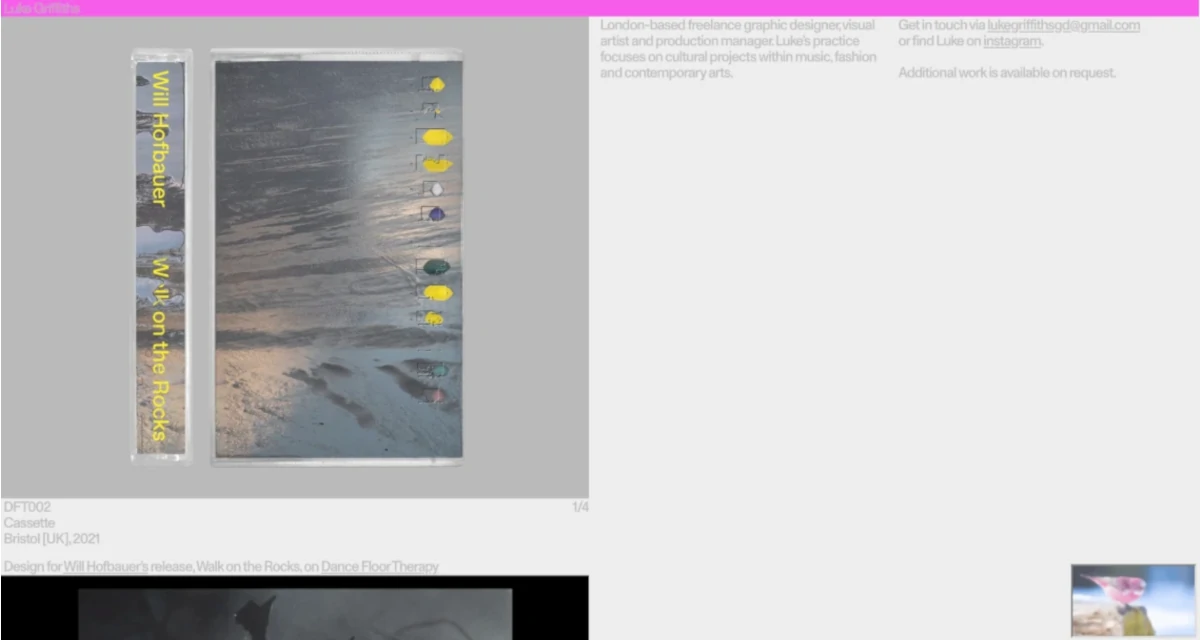 Luke Griffiths
London-based freelance graphic designer, visual
artist and production manager. Luke's practice
focuses on cultural projects within music, fashion
and contemporary arts.
Get in touch via lukegriffithsgd@gmail.com
or find Luke on instagram.
Additional work is available on request.
Will Hofbauer
Walk on the Rocks
DFT002
1/4
Cassette
Bristol [UK], 2021
Design for Will Hofbauer's release, Walk on the Rocks, on Dance Floor Therapy